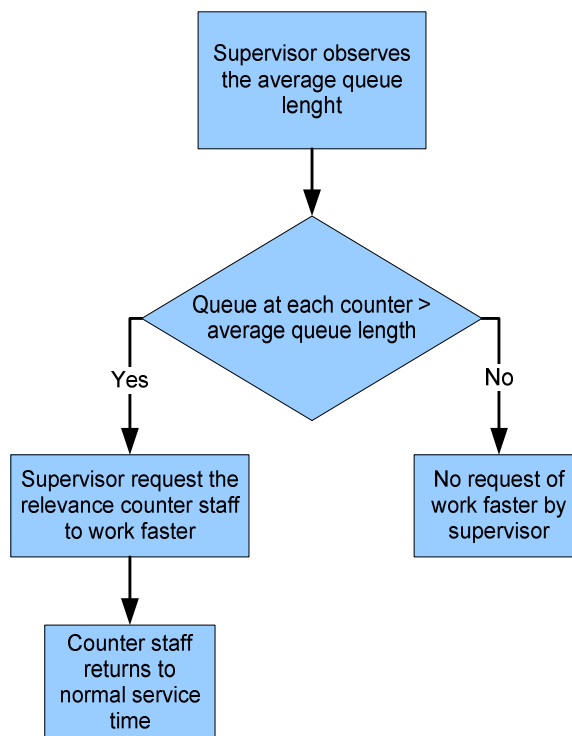 Supervisor observes
the average queue
lenght
Queue at each counter >
average queue length
Yes
No
Supervisor request the
relevance counter staff
to work faster
No request of
work faster by
supervisor
Counter staff
returns to
normal service
time